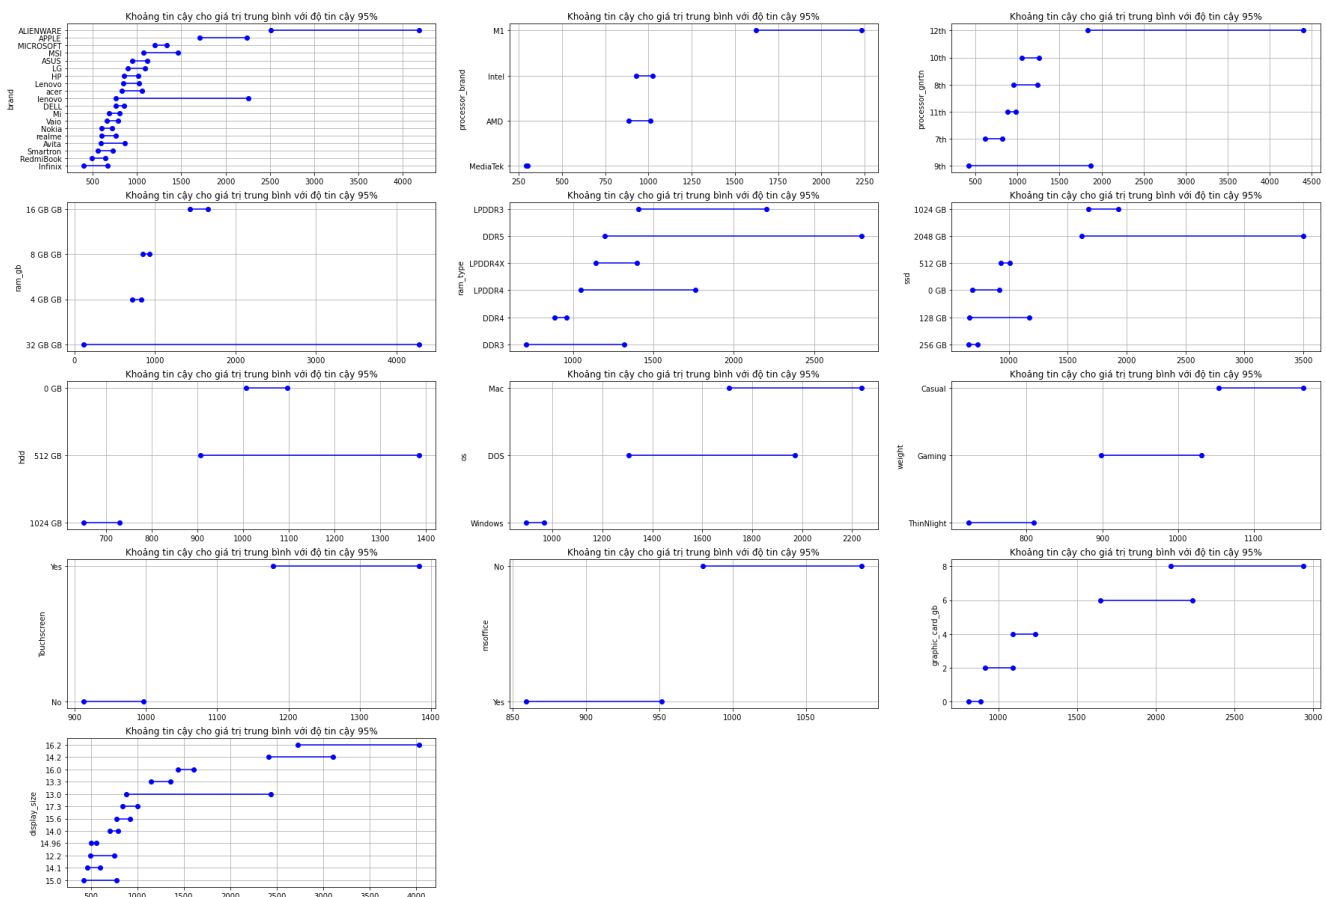 Khoảng tin cậy cho giá trị trung bình với độ tin cậy 95%
brand
ALIENWARE
APPLE
MICROSOFT
MSI
ASUS
LG
HP
Lenovo
acer
lenovo
DELL
Mi
Vaio
Nokia
realme
Avita
Smartron
RedmiBook
Infinix
500 1000 1500 2000 2500 3000 3500 4000
Khoảng tin cậy cho giá trị trung bình với độ tin cậy 95%
processor_brand
M1
Intel
AMD
MediaTek
250 500 750 1000 1250 1500 1750 2000 2250
Khoảng tin cậy cho giá trị trung bình với độ tin cậy 95%
processor_gnrtn
12th
10th
8th
11th
7th
9th
500 1000 1500 2000 2500 3000 3500 4000 4500
Khoảng tin cậy cho giá trị trung bình với độ tin cậy 95%
ram_gb
16 GB GB
8 GB GB
4 GB GB
32 GB GB
0 1000 2000 3000 4000
Khoảng tin cậy cho giá trị trung bình với độ tin cậy 95%
ram_type
LPDDR3
DDR5
LPDDR4X
LPDDR4
DDR4
DDR3
1000 1500 2000 2500
Khoảng tin cậy cho giá trị trung bình với độ tin cậy 95%
ssd
1024 GB
2048 GB
512 GB
0 GB
128 GB
256 GB
1000 1500 2000 2500 3000 3500
Khoảng tin cậy cho giá trị trung bình với độ tin cậy 95%
hdd
0 GB
512 GB
1024 GB
700 800 900 1000 1100 1200 1300 1400
Khoảng tin cậy cho giá trị trung bình với độ tin cậy 95%
os
Mac
DOS
Windows
1000 1200 1400 1600 1800 2000 2200
Khoảng tin cậy cho giá trị trung bình với độ tin cậy 95%
weight
Casual
Gaming
ThinNlight
800 900 1000 1100
Khoảng tin cậy cho giá trị trung bình với độ tin cậy 95%
Touchscreen
Yes
No
900 1000 1100 1200 1300 1400
Khoảng tin cậy cho giá trị trung bình với độ tin cậy 95%
msoffice
No
Yes
850 900 950 1000 1050
Khoảng tin cậy cho giá trị trung bình với độ tin cậy 95%
graphic_card_gb
8
6
4
2
0
1000 1500 2000 2500 3000
Khoảng tin cậy cho giá trị trung bình với độ tin cậy 95%
display_size
16.2
14.2
16.0
13.3
13.0
17.3
15.6
14.0
14.96
12.2
14.1
15.0
500 1000 1500 2000 2500 3000 3500 4000